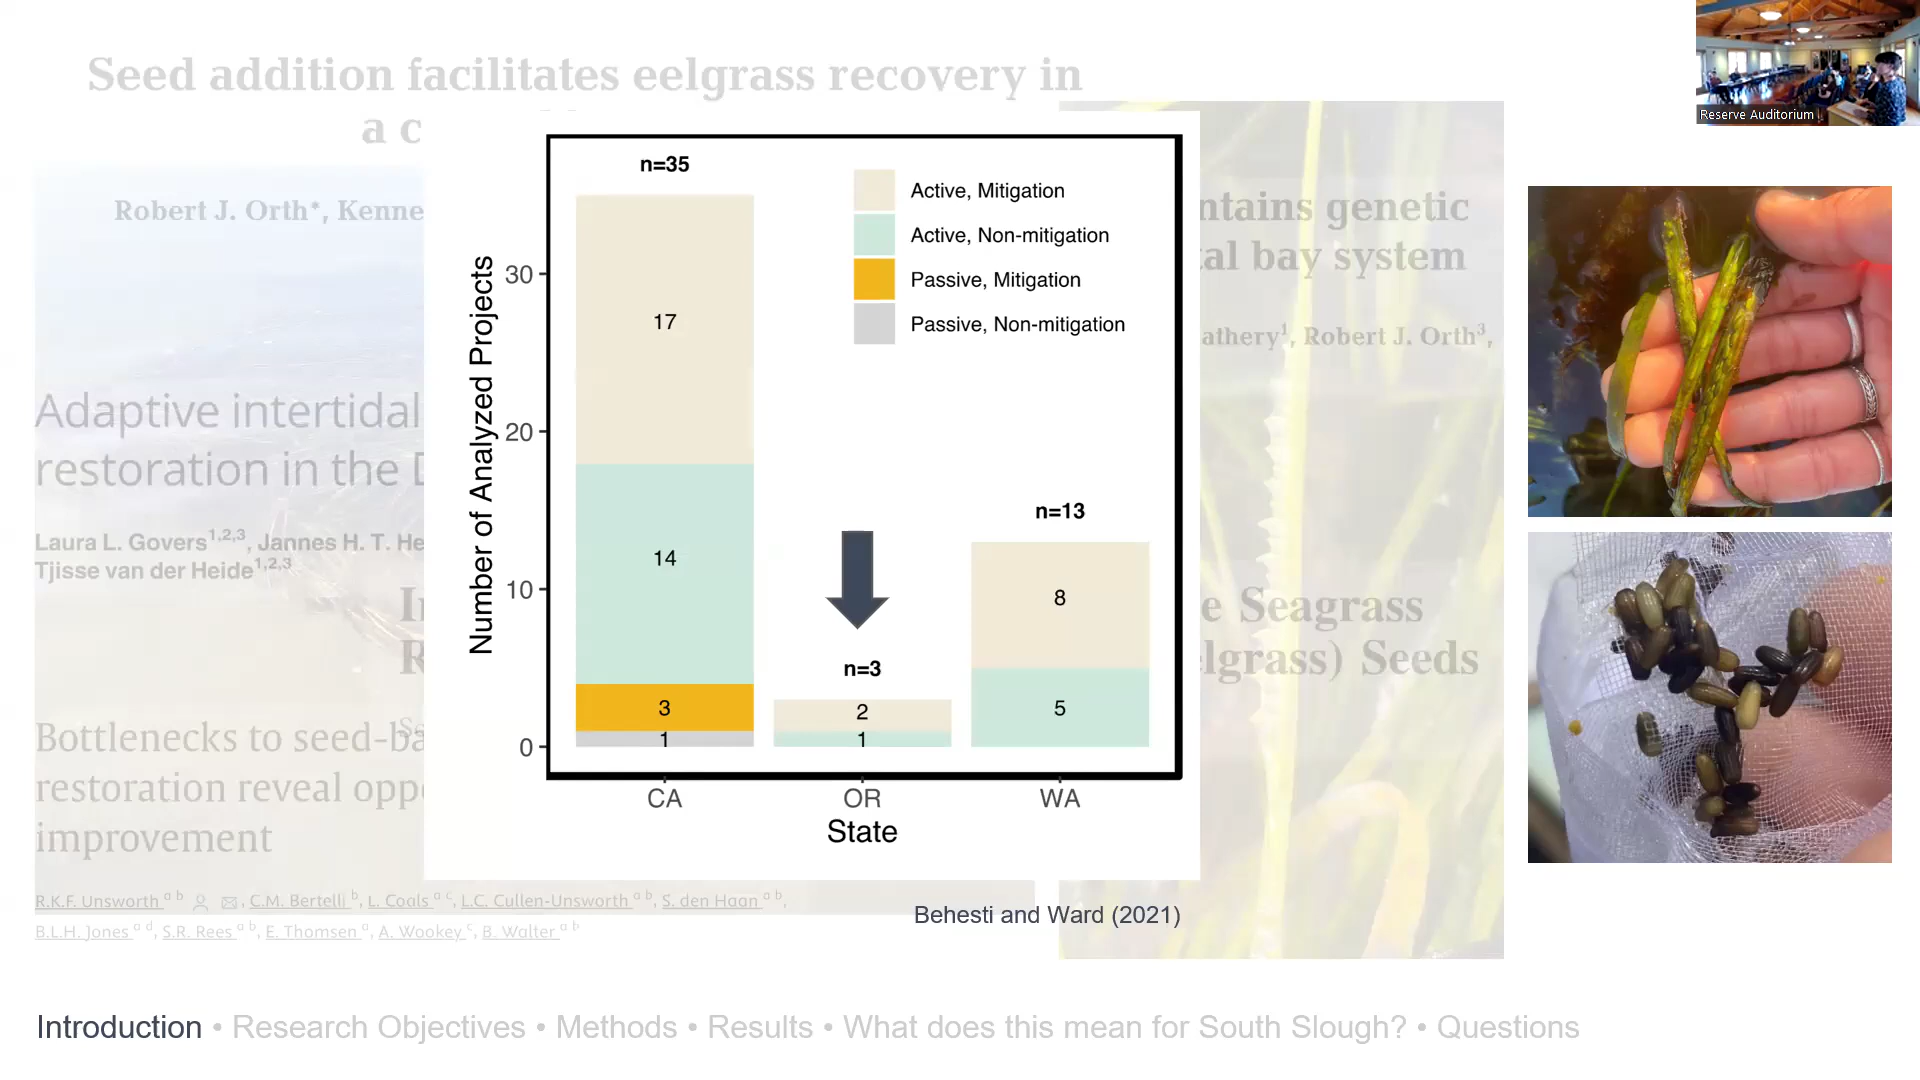 Seed addition facilitates eelgrass recovery in
a c
Reserve Auditorium
Robert J. Orth*, Kenne
ntains genetic
tal bay system
athery¹, Robert J. Orth³,
Adaptive intertidal
restoration in the D
Laura L. Govers1,2,3, Jannes H. T. He
Tjisse van der Heide1,2,3
e Seagrass
elgrass) Seeds
Bottlenecks to seed-ba
restoration reveal oppo
improvement
R.K.F. Unsworth a b, C.M. Bertelli b, L. Coals a c, L.C. Cullen-Unsworth a b, S. den Haan a b,
B.L.H. Jones a d, S.R. Rees a b, E. Thomsen a, A. Wookey c, B. Walter a b
n=35
Active, Mitigation
Active, Non-mitigation
Passive, Mitigation
Passive, Non-mitigation
Number of Analyzed Projects
30
20
10
0
17
14
3
1
n=3
2
1
n=13
8
5
CA
OR
WA
State
Behesti and Ward (2021)
Introduction • Research Objectives • Methods • Results • What does this mean for South Slough? • Questions